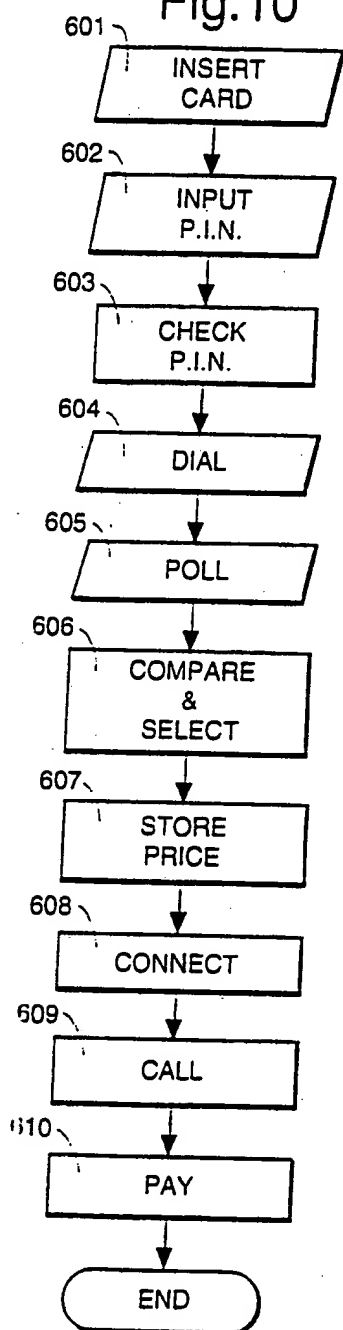 Fig.10
601
INSERT
CARD
602
INPUT
P.I.N.
603
CHECK
P.I.N.
604
DIAL
605
POLL
606
COMPARE
&
SELECT
607
STORE
PRICE
608
CONNECT
609
CALL
610
PAY
END